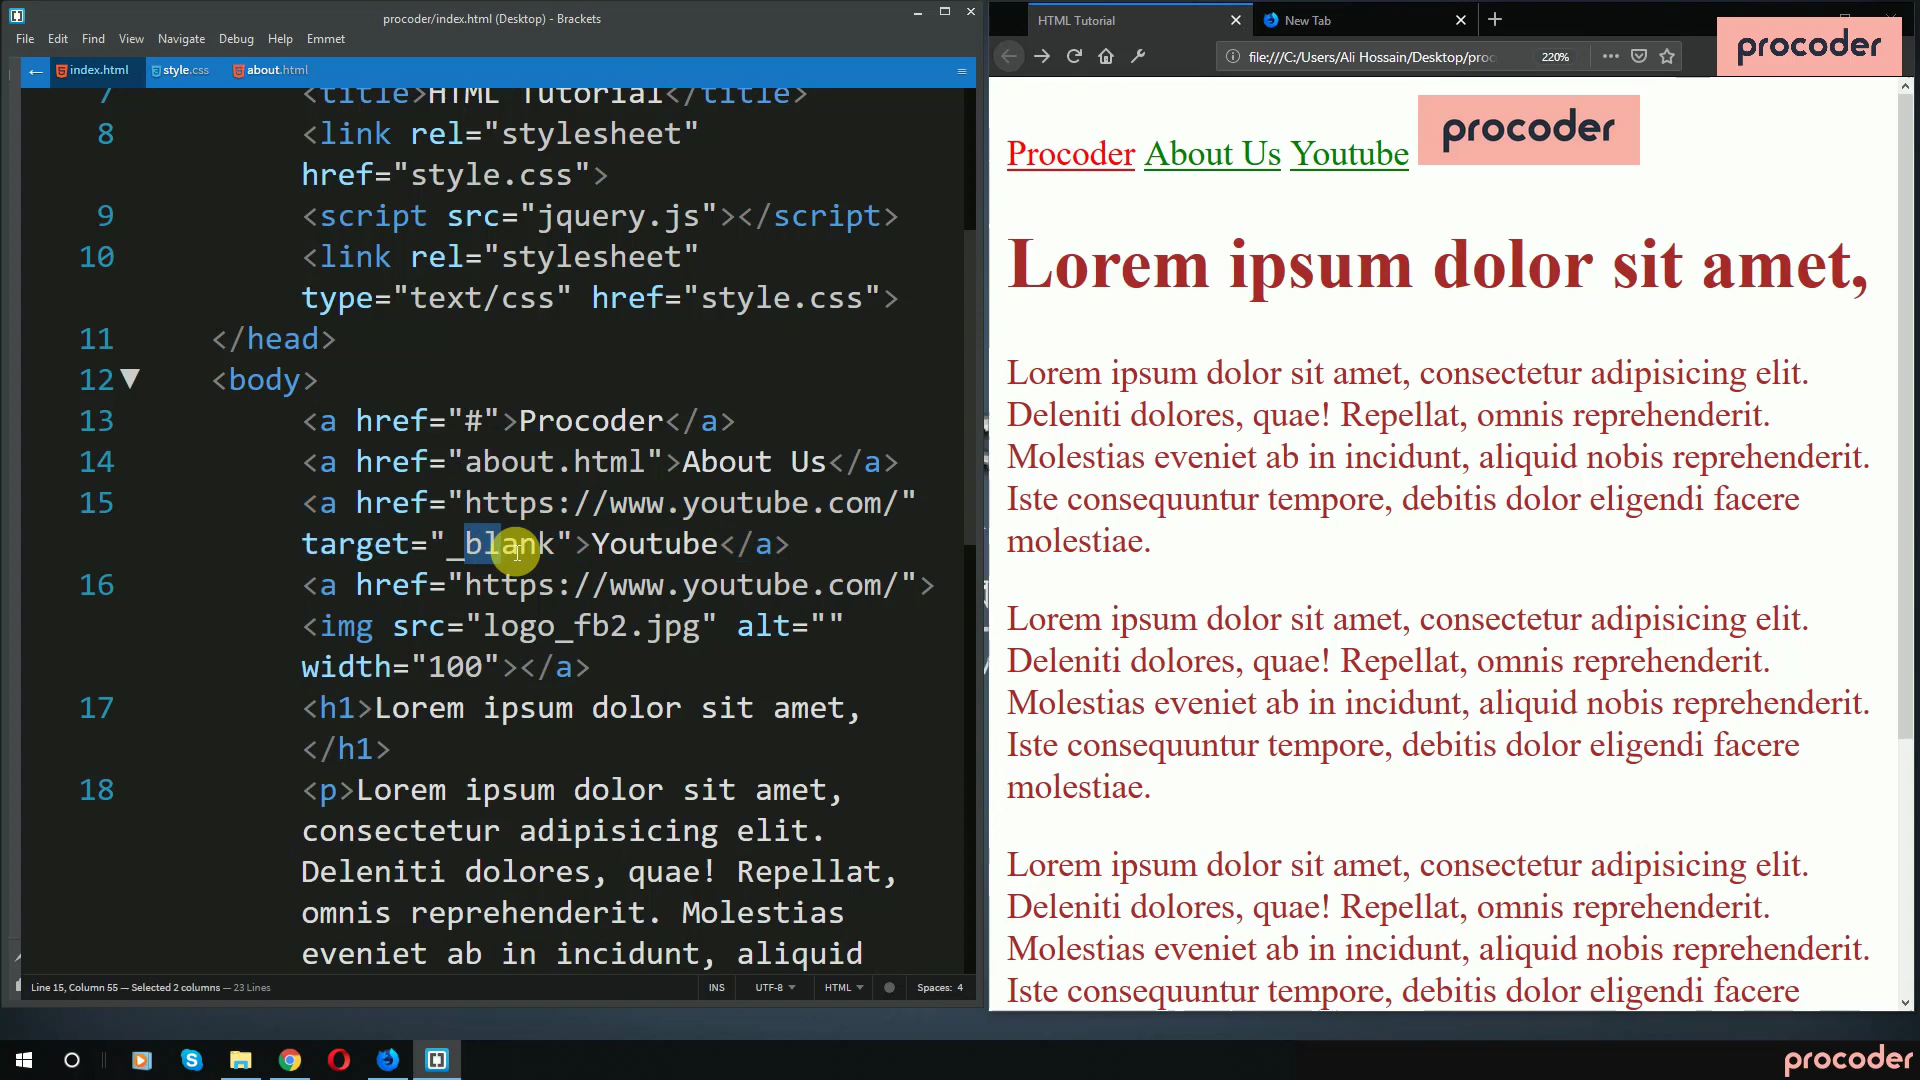 procoder/index.html (Desktop) - Brackets
File Edit Find View Navigate Debug Help Emmet
index.html style.css about.html
7 <title>HTML Tutorial</title>
8 <link rel="stylesheet"
href="style.css">
9 <script src="jquery.js"></script>
10 <link rel="stylesheet"
type="text/css" href="style.css">
11 </head>
12 <body>
13 <a href="#">Procoder</a>
14 <a href="about.html">About Us</a>
15 <a href="https://www.youtube.com/"
target="_blank">Youtube</a>
16 <a href="https://www.youtube.com/">
<img src="logo_fb2.jpg" alt=""
width="100"></a>
17 <h1>Lorem ipsum dolor sit amet,
</h1>
18 <p>Lorem ipsum dolor sit amet,
consectetur adipisicing elit.
Deleniti dolores, quae! Repellat,
omnis reprehenderit. Molestias
eveniet ab in incidunt, aliquid
Line 15, Column 55 — Selected 2 columns — 23 Lines
INS UTF-8 HTML Spaces: 4
HTML Tutorial New Tab
file:///C:/Users/Ali Hossain/Desktop/proc 220%
procoder
Procoder About Us Youtube procoder
Lorem ipsum dolor sit amet,
Lorem ipsum dolor sit amet, consectetur adipisicing elit.
Deleniti dolores, quae! Repellat, omnis reprehenderit.
Molestias eveniet ab in incidunt, aliquid nobis reprehenderit.
Iste consequuntur tempore, debitis dolor eligendi facere
molestiae.
Lorem ipsum dolor sit amet, consectetur adipisicing elit.
Deleniti dolores, quae! Repellat, omnis reprehenderit.
Molestias eveniet ab in incidunt, aliquid nobis reprehenderit.
Iste consequuntur tempore, debitis dolor eligendi facere
molestiae.
Lorem ipsum dolor sit amet, consectetur adipisicing elit.
Deleniti dolores, quae! Repellat, omnis reprehenderit.
Molestias eveniet ab in incidunt, aliquid nobis reprehenderit.
Iste consequuntur tempore, debitis dolor eligendi facere
procoder